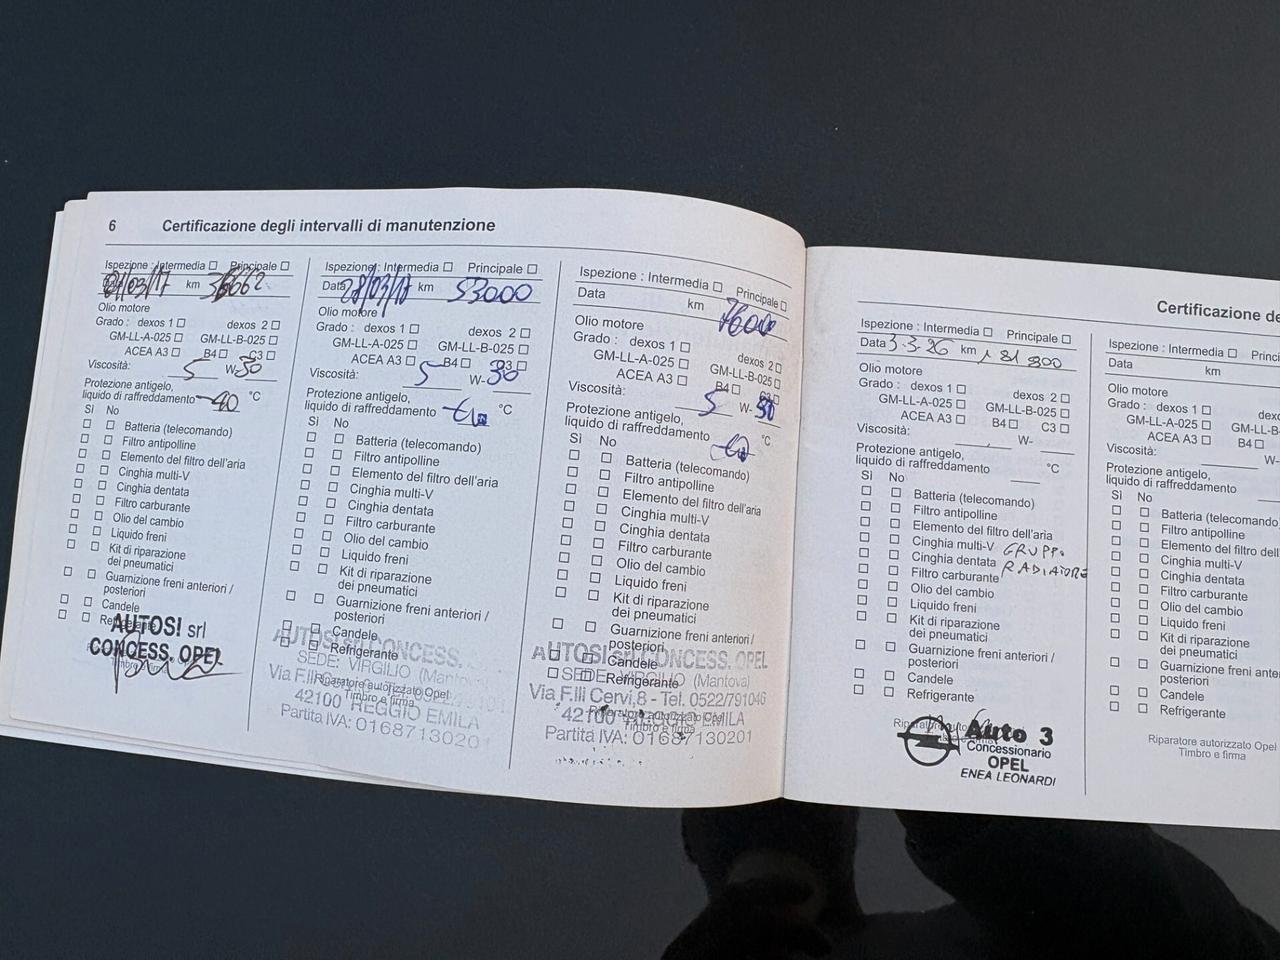 6 Certificazione degli intervalli di manutenzione
Ispezione : Intermedia Principale
Data 01/03/17 km 36662
Olio motore
Grado : dexos 1 dexos 2
GM-LL-A-025 GM-LL-B-025
ACEA A3 B4 C3
Viscosità: 5 W-30
Protezione antigelo,
liquido di raffreddamento -40 °C
Sì No
Batteria (telecomando)
Filtro antipolline
Elemento del filtro dell'aria
Cinghia multi-V
Cinghia dentata
Filtro carburante
Olio del cambio
Liquido freni
Kit di riparazione
dei pneumatici
Guarnizione freni anteriori /
posteriori
Candele
AUTOSI srl
CONCESS. OPEL
Ispezione : Intermedia Principale
Data 28/03/17 km 53000
Olio motore
Grado : dexos 1 dexos 2
GM-LL-A-025 GM-LL-B-025
ACEA A3 B4 C3
Viscosità: 5 W-30
Protezione antigelo,
liquido di raffreddamento °C
Sì No
Batteria (telecomando)
Filtro antipolline
Elemento del filtro dell'aria
Cinghia multi-V
Cinghia dentata
Filtro carburante
Olio del cambio
Liquido freni
Kit di riparazione
dei pneumatici
Guarnizione freni anteriori /
posteriori
Candele
Refrigerante
AUTOSI srl CONCESS.
SEDE: VIRGILIO (Mantova)
Riparatore autorizzato Opel
Timbro e firma
42100 REGGIO EMILA
Partita IVA: 01687130201
Ispezione : Intermedia Principale
Data km 76000
Olio motore
Grado : dexos 1 dexos 2
GM-LL-A-025 GM-LL-B-025
ACEA A3 B4 C3
Viscosità: 5 W-30
Protezione antigelo,
liquido di raffreddamento °C
Sì No
Batteria (telecomando)
Filtro antipolline
Elemento del filtro dell'aria
Cinghia multi-V
Cinghia dentata
Filtro carburante
Olio del cambio
Liquido freni
Kit di riparazione
dei pneumatici
Guarnizione freni anteriori /
posteriori
Candele
Refrigerante
AUTOSI srl CONCESS. OPEL
SEDE: VIRGILIO (Mantova)
Via F.lli Cervi,8 - Tel. 0522/791046
42100 REGGIO EMILA
Partita IVA: 01687130201
Certificazione
Ispezione : Intermedia Principale
Data 3.3.26 km 181300
Olio motore
Grado : dexos 1 dexos 2
GM-LL-A-025 GM-LL-B-025
ACEA A3 B4 C3
Viscosità: W-
Protezione antigelo,
liquido di raffreddamento °C
Sì No
Batteria (telecomando)
Filtro antipolline
Elemento del filtro dell'aria
Cinghia multi-V GRUPPO
Cinghia dentata RADIATORE
Filtro carburante
Olio del cambio
Liquido freni
Kit di riparazione
dei pneumatici
Guarnizione freni anteriori /
posteriori
Candele
Refrigerante
Auto 3
Concessionario
OPEL
ENEA LEONARDI
Ispezione : Intermedia
Data km
Olio motore
Grado : dexos 1
GM-LL-A-025 GM-LL-B-
ACEA A3 B4
Viscosità: W-
Protezione antigelo,
liquido di raffreddamento
Sì No
Batteria (telecomando)
Filtro antipolline
Elemento del filtro
Cinghia multi-V
Cinghia dentata
Filtro carburante
Olio del cambio
Liquido freni
Kit di riparazione
dei pneumatici
Guarnizione freni
posteriori
Candele
Refrigerante
Riparatore autorizzato Opel
Timbro e firma